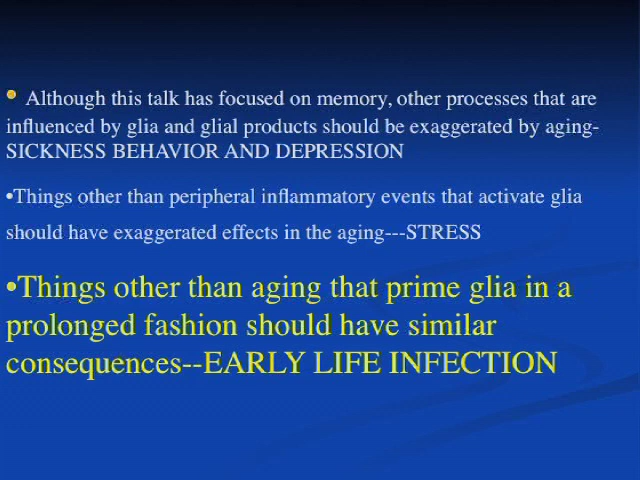 • Although this talk has focused on memory, other processes that are
influenced by glia and glial products should be exaggerated by aging-
SICKNESS BEHAVIOR AND DEPRESSION
•Things other than peripheral inflammatory events that activate glia
should have exaggerated effects in the aging---STRESS
•Things other than aging that prime glia in a
prolonged fashion should have similar
consequences--EARLY LIFE INFECTION